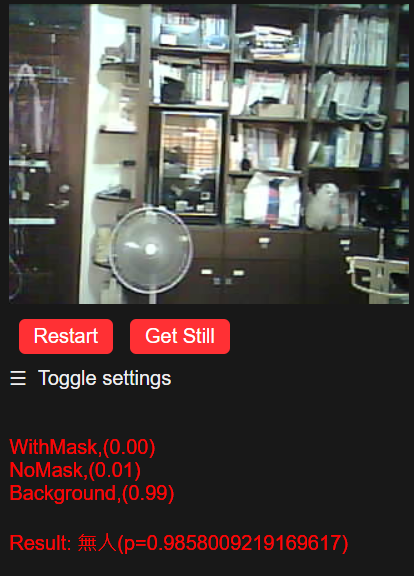 Restart Get Still
☰ Toggle settings
WithMask,(0.00)
NoMask,(0.01)
Background,(0.99)
Result: 無人(p=0.9858009219169617)